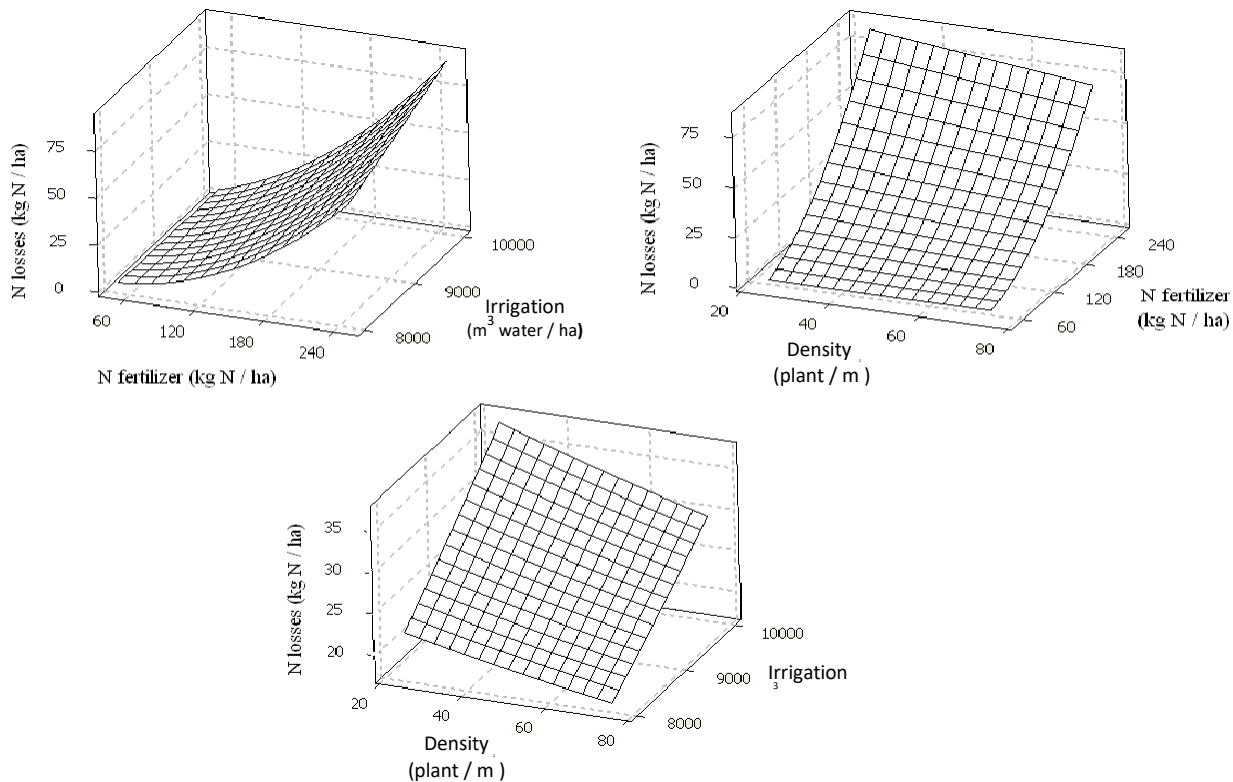 N losses (kg N / ha)
75
50
25
0
60
120
180
240
N fertilizer (kg N / ha)
8000
9000
10000
Irrigation
(m³ water / ha)
N losses (kg N / ha)
75
50
25
0
20
40
60
80
Density
(plant / m²)
60
120
180
240
N fertilizer
(kg N / ha)
N losses (kg N / ha)
35
30
25
20
20
40
60
80
Density
(plant / m²)
8000
9000
10000
Irrigation
3